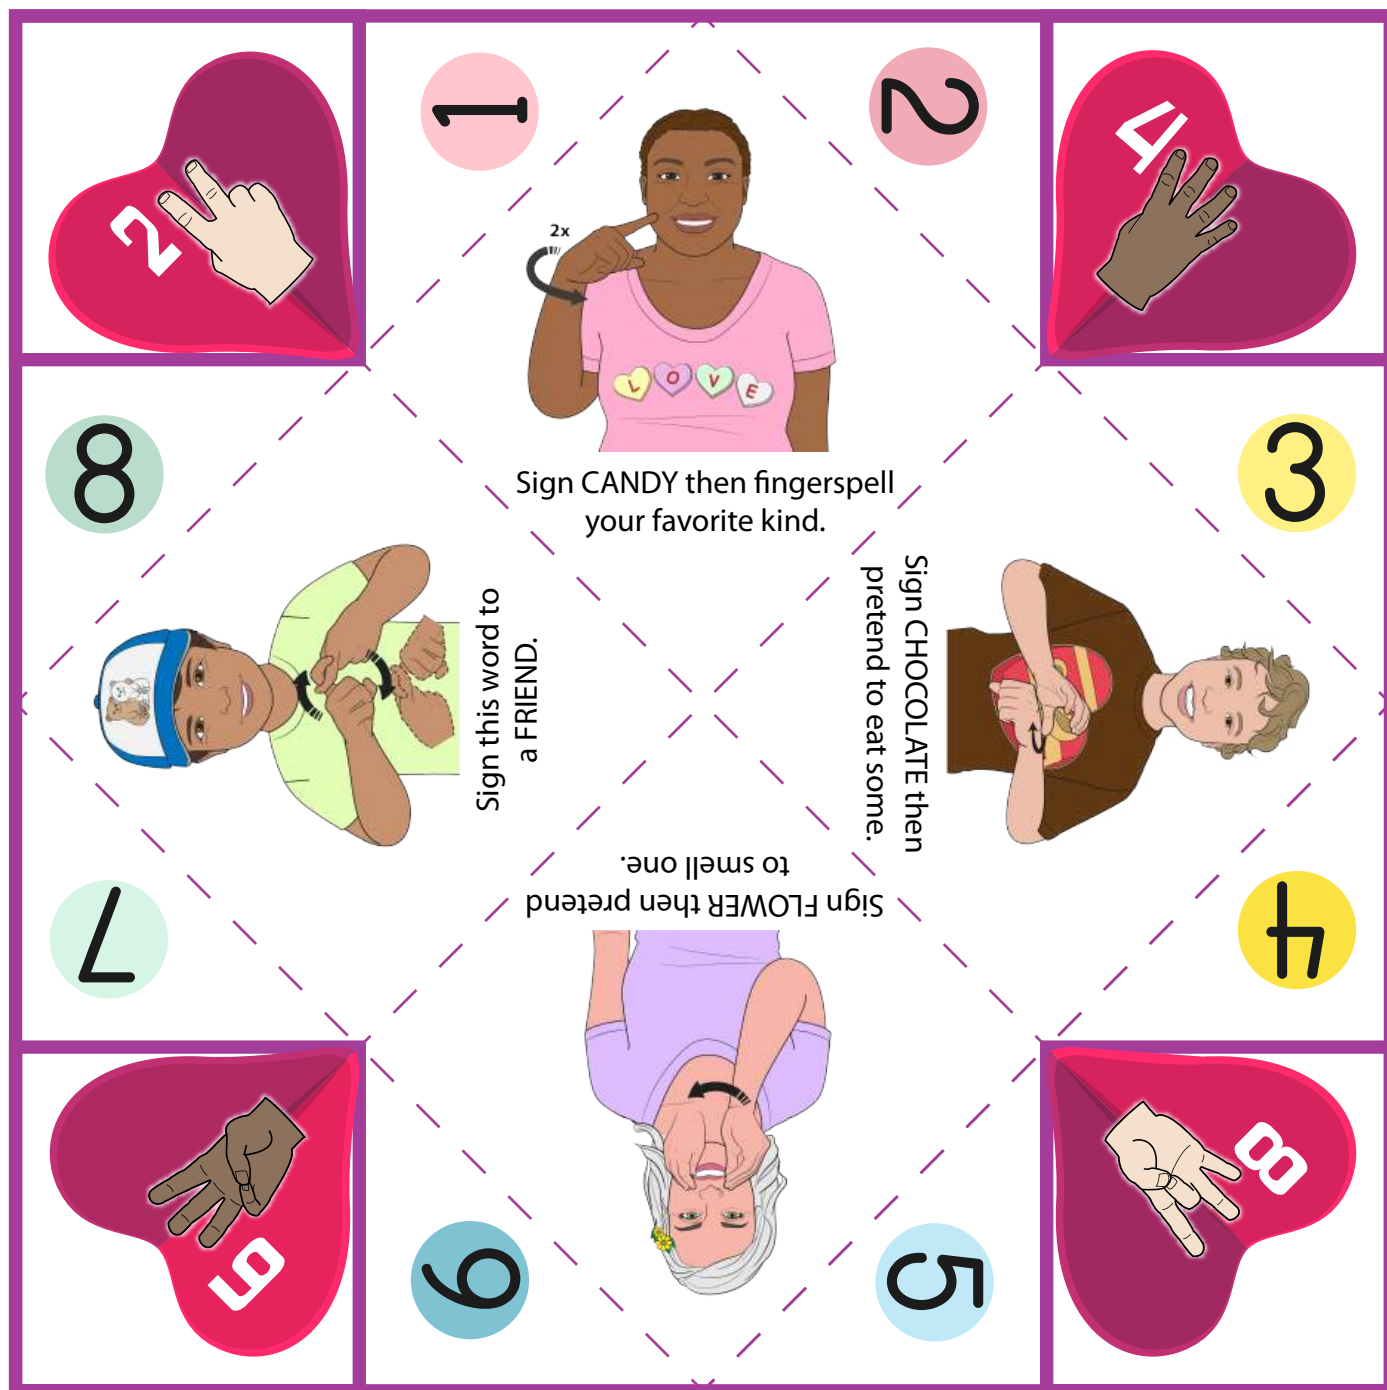 2
1
2
4
2x
L O V E
Sign CANDY then fingerspell
your favorite kind.
8
3
Sign this word to
a FRIEND.
Sign CHOCOLATE then
pretend to eat some.
Sign FLOWER then pretend
to smell one.
7
4
6
6
5
8